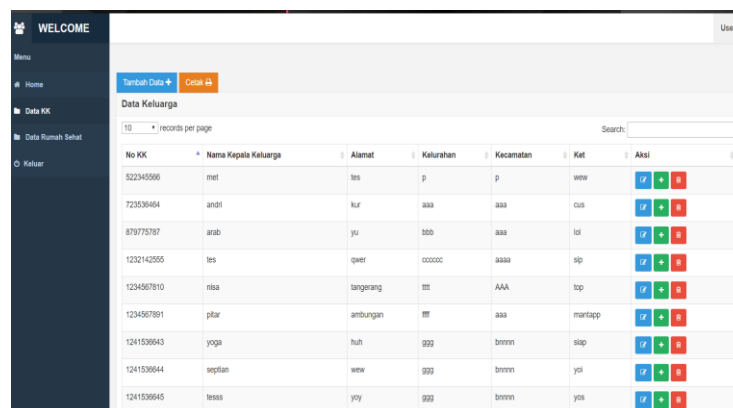 WELCOME
Use
Menu
Home
Tambah Data Cetak
Data KK
Data Keluarga
10 records per page Search:
Data Rumah Sehat
Keluar
No KK Nama Kepala Keluarga Alamat Kelurahan Kecamatan Ket Aksi
522345566 met tes p p wew
723536464 andri kur aaa aaa cus
879775787 arab yu bbb aaa lol
1232142555 tes qwer cccccc aaaa sip
1234567810 nisa tangerang tttt AAA top
1234567891 pitar ambungan ffff aaa mantapp
1241536643 yoga huh ggg bnnnn siap
1241536644 septian wew ggg bnnnn yoi
1241536645 tesss yoy ggg bnnnn yos